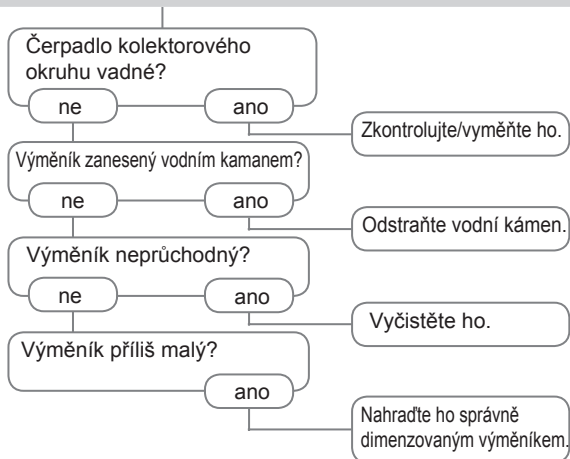 Čerpadlo kolektorového
okruhu vadné?
ne
ano
Zkontrolujte/vyměňte ho.
Výměník zanesený vodním kamanem?
ne
ano
Odstraňte vodní kámen.
Výměník neprůchodný?
ne
ano
Vyčistěte ho.
Výměník příliš malý?
ano
Nahraďte ho správně
dimenzovaným výměníkem.